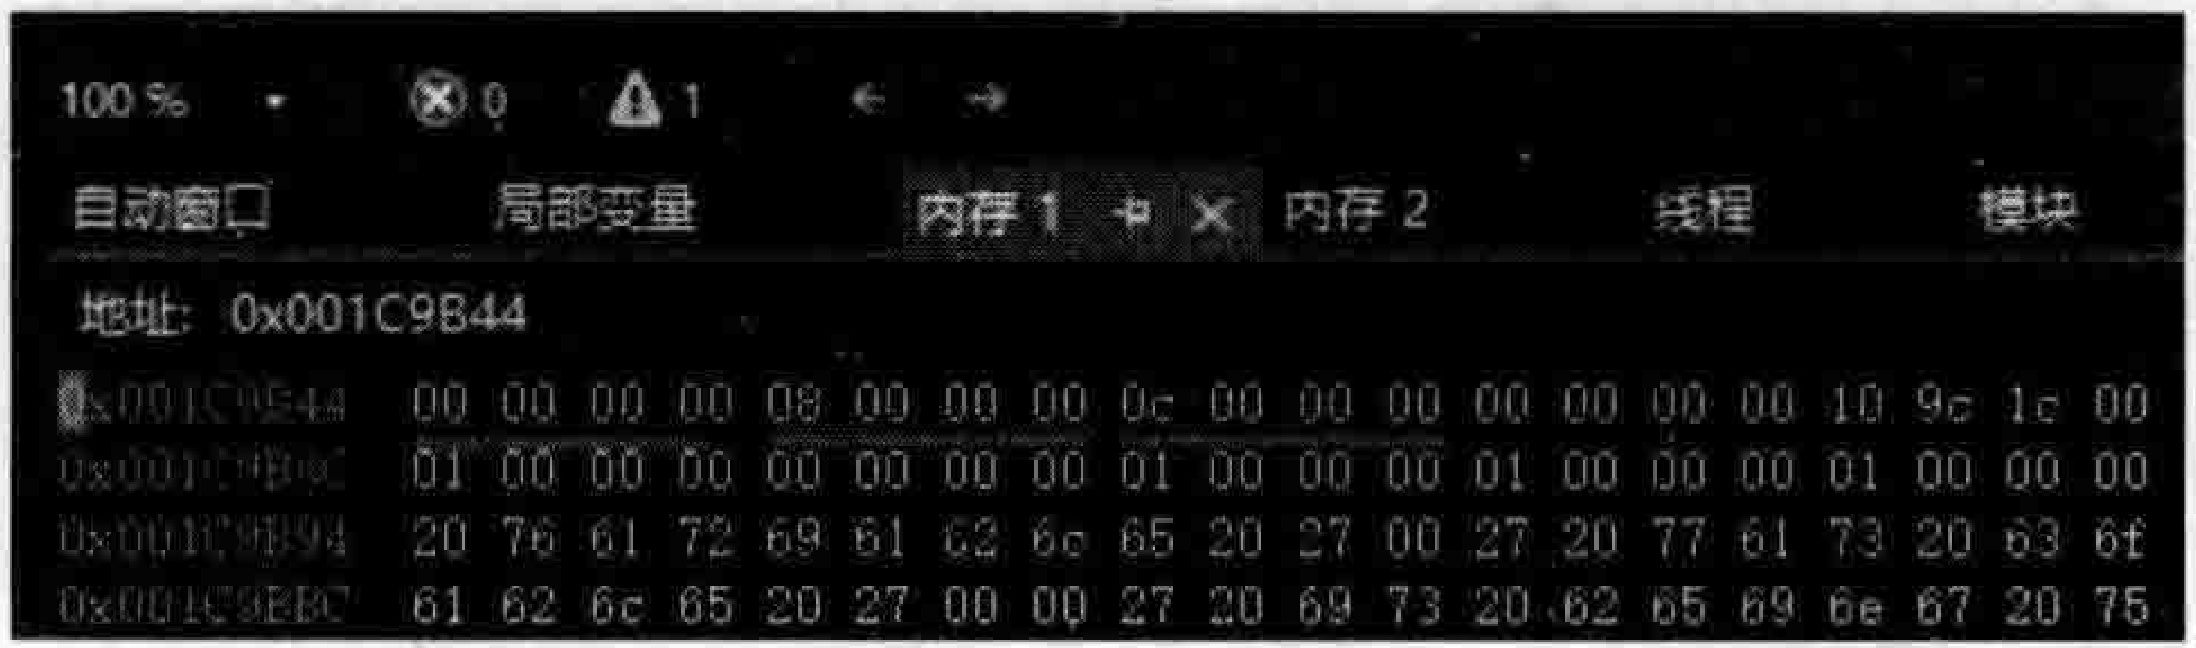 100 % 0 1
自动窗口 局部变量 内存 1 内存 2 线程 模块
地址: 0x001C9B44
0x001C9B44 00 00 00 00 08 00 00 00 0c 00 00 00 00 00 00 00 10 9c 1c 00
01 00 00 00 00 00 00 00 01 00 00 00 01 00 00 00 01 00 00 00
0x001C9B94 20 76 61 72 69 61 62 6c 65 20 27 00 27 20 77 61 73 20 63 6f
0x001C9BBC 61 62 6c 65 20 27 00 00 27 20 69 73 20 62 65 69 6e 67 20 75